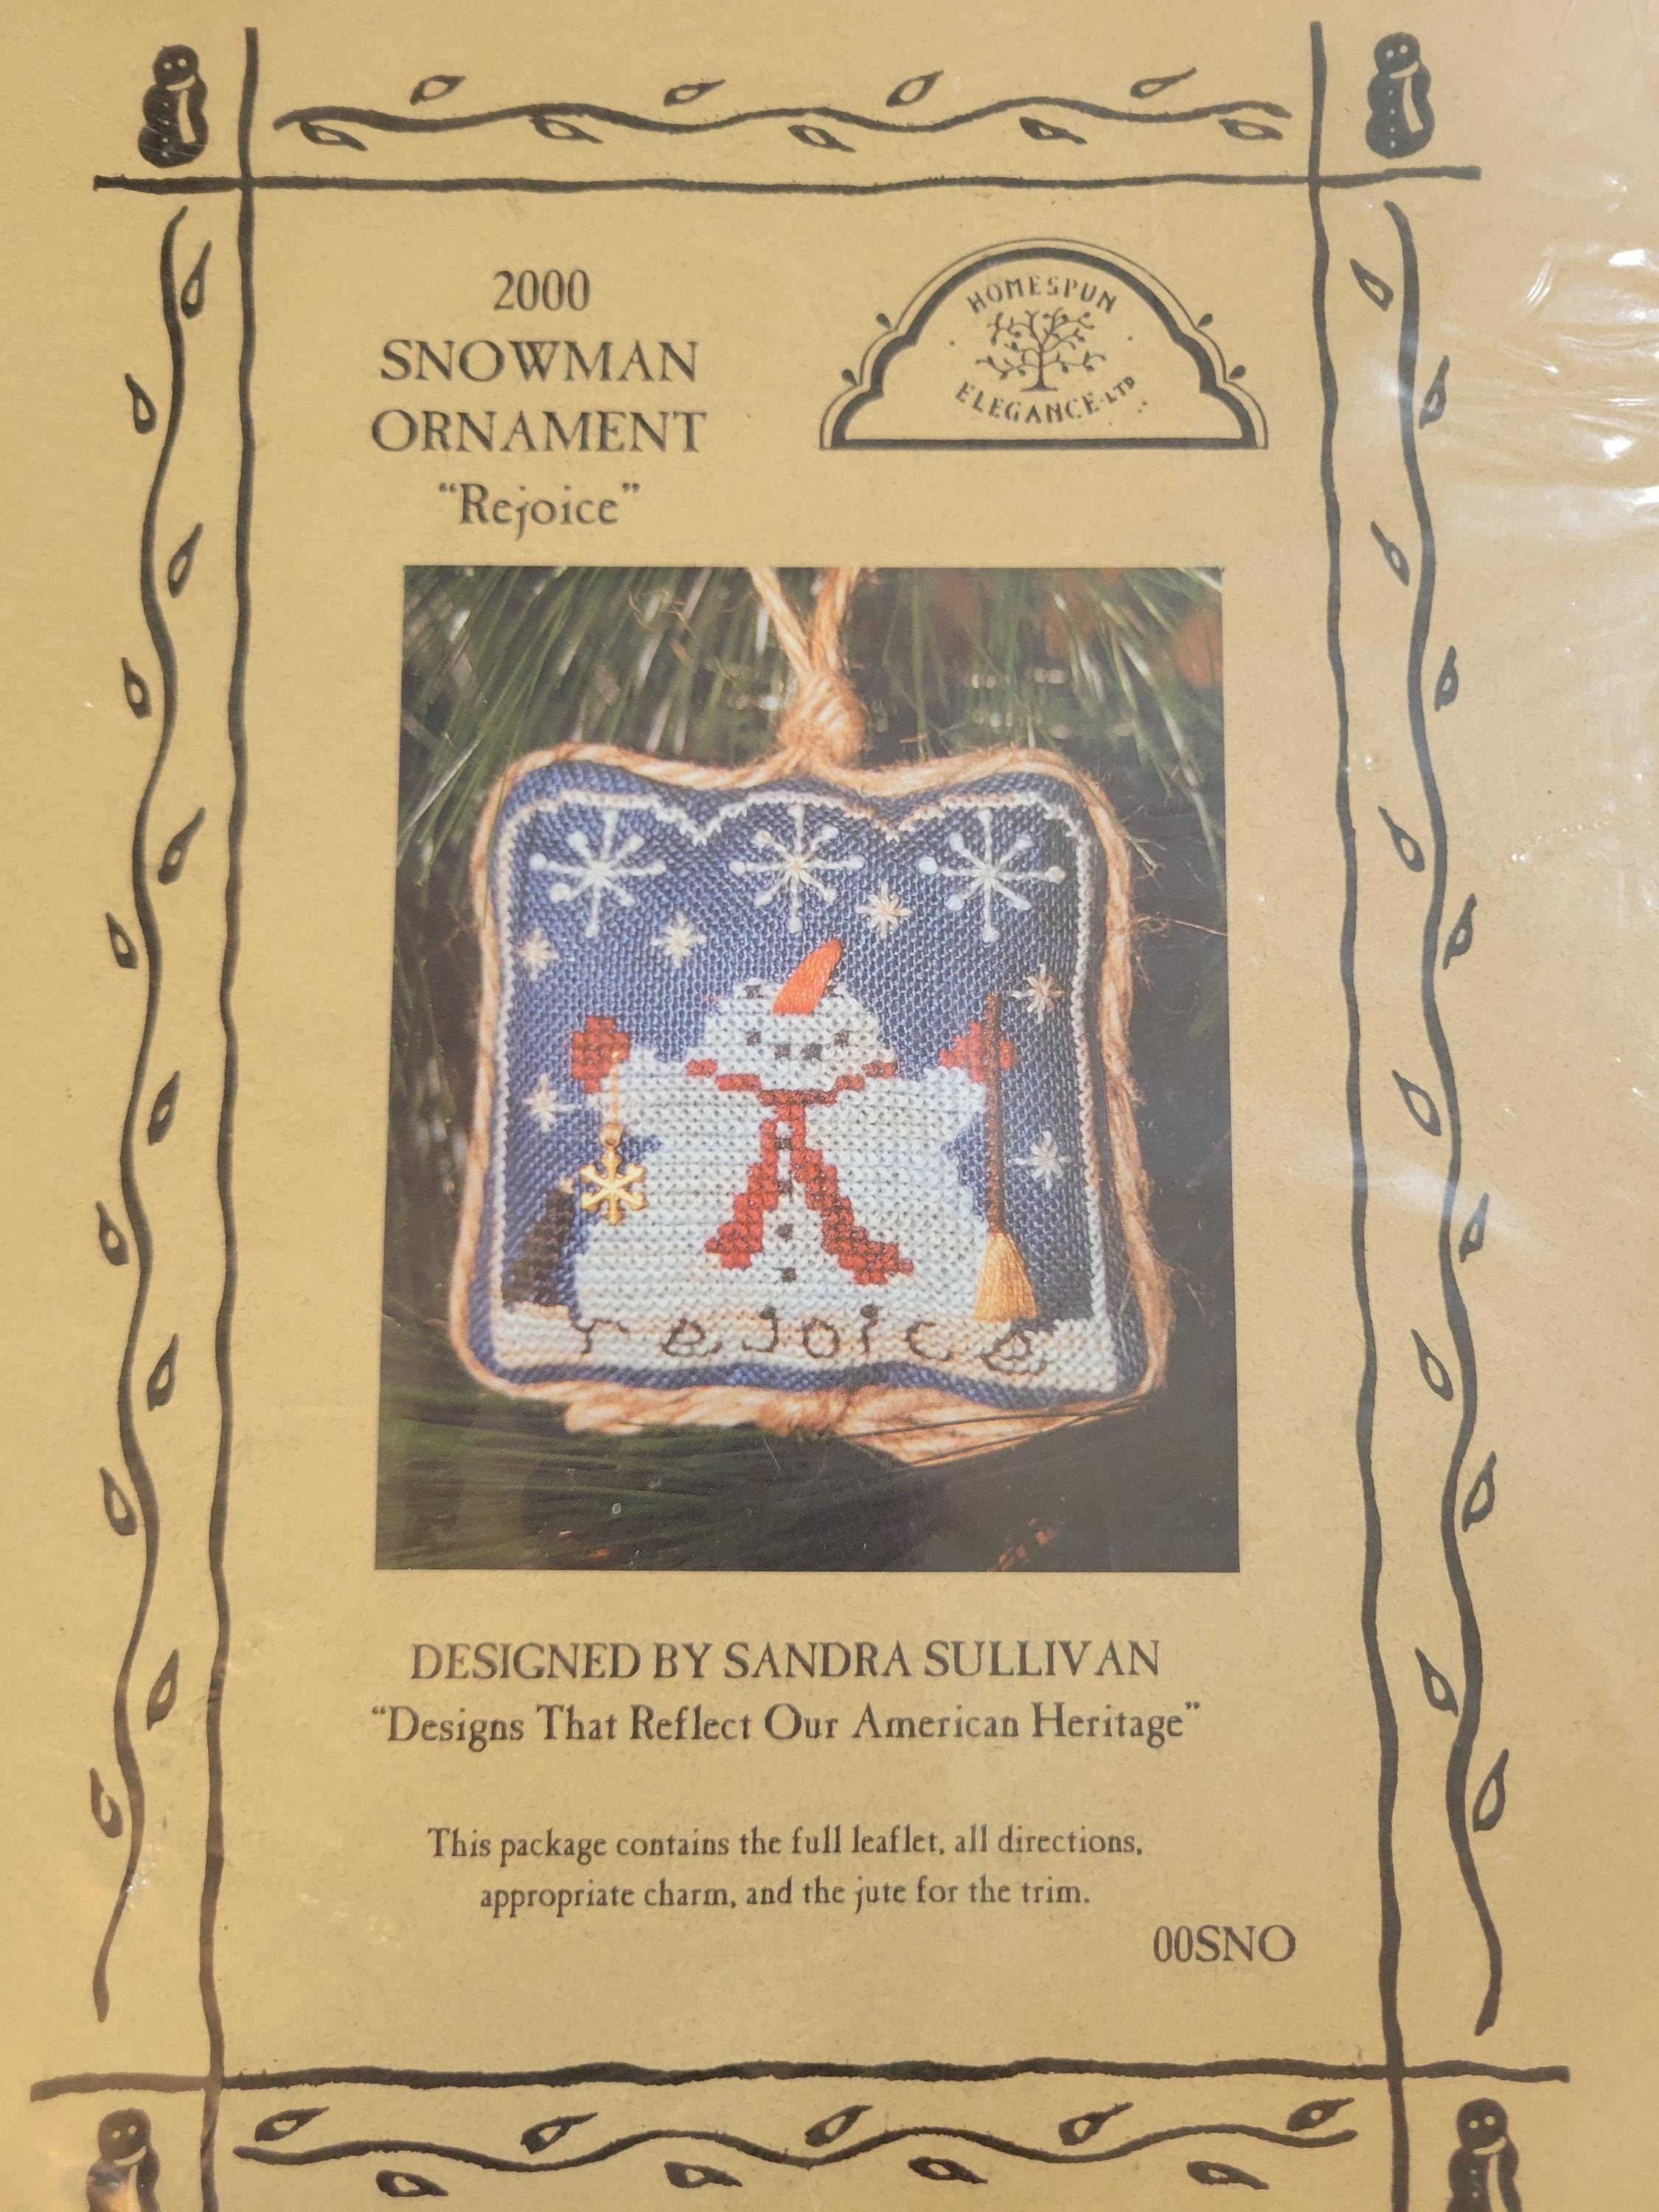 2000
SNOWMAN
ORNAMENT
“Rejoice”
HOMESPUN
ELEGANCE LTD
rejoice
DESIGNED BY SANDRA SULLIVAN
“Designs That Reflect Our American Heritage”
This package contains the full leaflet, all directions,
appropriate charm, and the jute for the trim.
00SNO